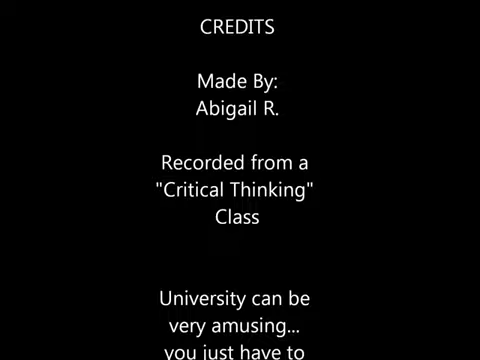 CREDITS
Made By:
Abigail R.
Recorded from a
"Critical Thinking"
Class
University can be
very amusing...
you just have to